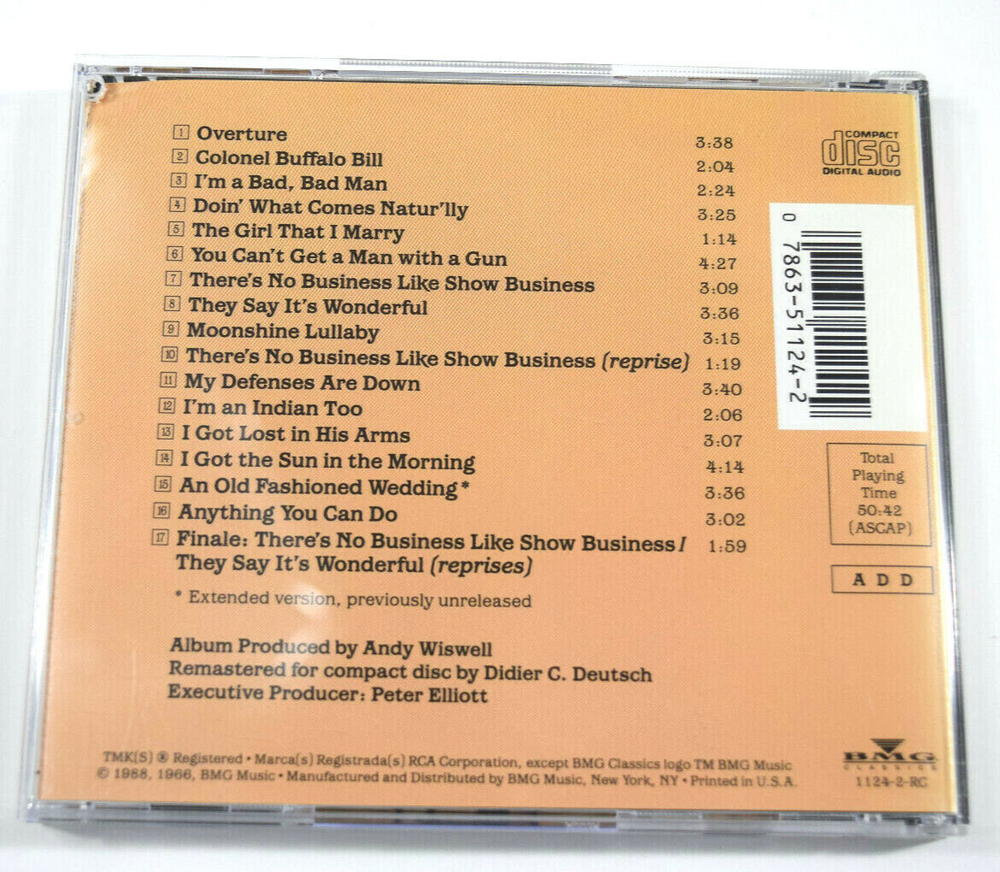 1 Overture 3:38
2 Colonel Buffalo Bill 2:04
3 I'm a Bad, Bad Man 2:24
4 Doin' What Comes Natur'lly 3:25
5 The Girl That I Marry 1:14
6 You Can't Get a Man with a Gun 4:27
7 There's No Business Like Show Business 3:09
8 They Say It's Wonderful 3:36
9 Moonshine Lullaby 3:15
10 There's No Business Like Show Business (reprise) 1:19
11 My Defenses Are Down 3:40
12 I'm an Indian Too 2:06
13 I Got Lost in His Arms 3:07
14 I Got the Sun in the Morning 4:14
15 An Old Fashioned Wedding* 3:36
16 Anything You Can Do 3:02
17 Finale: There's No Business Like Show Business/ 1:59
They Say It's Wonderful (reprises)
* Extended version, previously unreleased
Album Produced by Andy Wiswell
Remastered for compact disc by Didier C. Deutsch
Executive Producer: Peter Elliott
TMK(S) ® Registered • Marca(s) Registrada(s) RCA Corporation, except BMG Classics logo TM BMG Music
© 1988, 1966, BMG Music • Manufactured and Distributed by BMG Music, New York, NY • Printed in U.S.A.
COMPACT
disc
DIGITAL AUDIO
0 7863-51124-2
Total
Playing
Time
50:42
(ASCAP)
A D D
BMG
CLASSICS
1124-2-RC